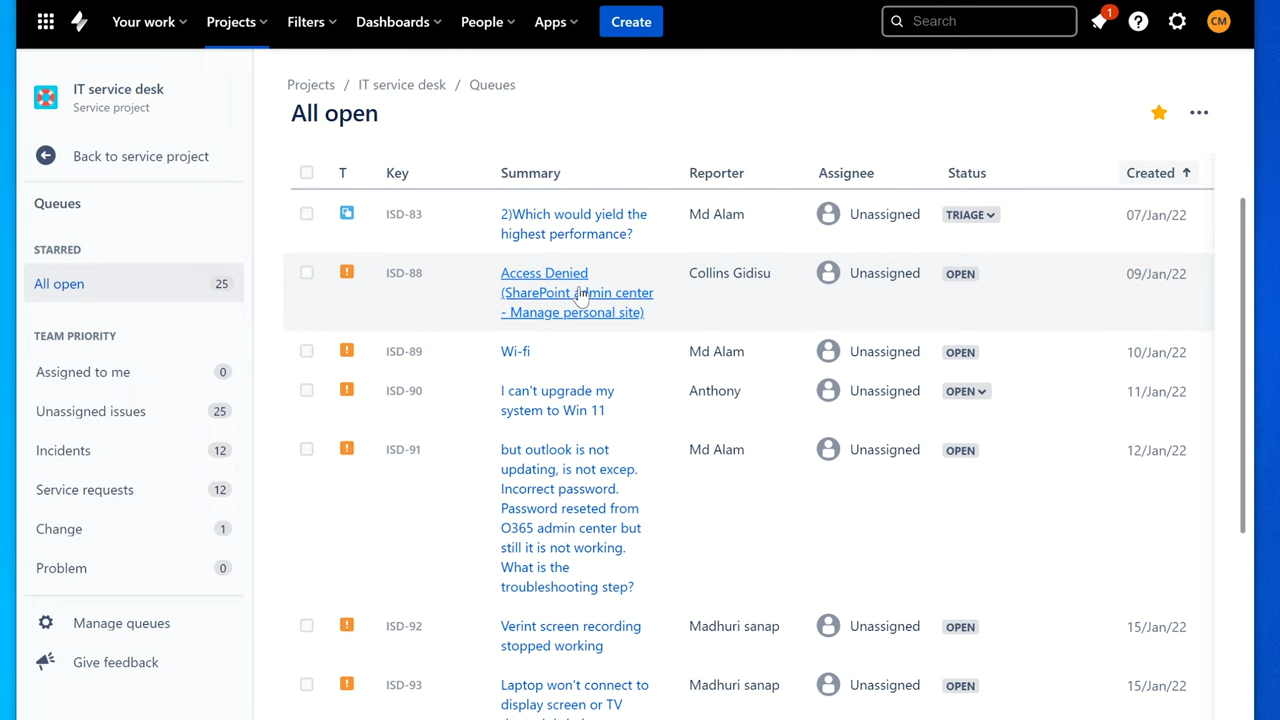 Your work Projects Filters Dashboards People Apps Create Search 1 CM
IT service desk
Service project
Back to service project
Queues
STARRED
All open 25
TEAM PRIORITY
Assigned to me 0
Unassigned issues 25
Incidents 12
Service requests 12
Change 1
Problem 0
Manage queues
Give feedback
Projects / IT service desk / Queues
All open
T Key Summary Reporter Assignee Status Created
ISD-83 2)Which would yield the Md Alam Unassigned TRIAGE 07/Jan/22
highest performance?
ISD-88 Access Denied Collins Gidisu Unassigned OPEN 09/Jan/22
(SharePoint admin center
- Manage personal site)
ISD-89 Wi-fi Md Alam Unassigned OPEN 10/Jan/22
ISD-90 I can't upgrade my Anthony Unassigned OPEN 11/Jan/22
system to Win 11
ISD-91 but outlook is not Md Alam Unassigned OPEN 12/Jan/22
updating, is not excep.
Incorrect password.
Password reseted from
O365 admin center but
still it is not working.
What is the
troubleshooting step?
ISD-92 Verint screen recording Madhuri sanap Unassigned OPEN 15/Jan/22
stopped working
ISD-93 Laptop won't connect to Madhuri sanap Unassigned OPEN 15/Jan/22
display screen or TV